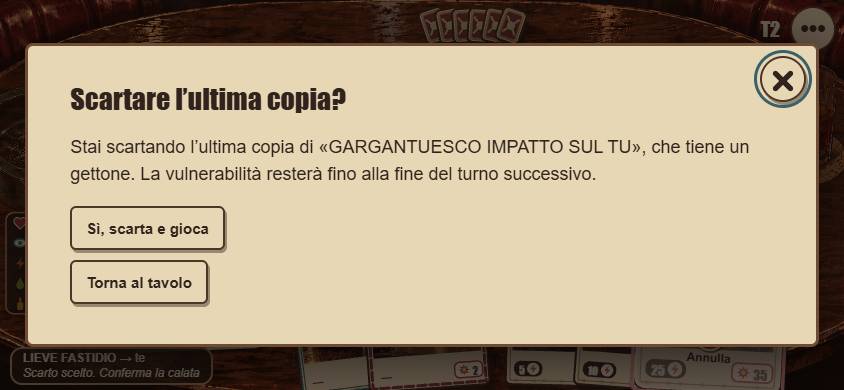 T2
Scartare l’ultima copia?
Stai scartando l’ultima copia di «GARGANTUESCO IMPATTO SUL TU», che tiene un
gettone. La vulnerabilità resterà fino alla fine del turno successivo.
Sì, scarta e gioca
Torna al tavolo
LIEVE FASTIDIO → te
Scarto scelto. Conferma la calata
2
5
10
Annulla
25
35